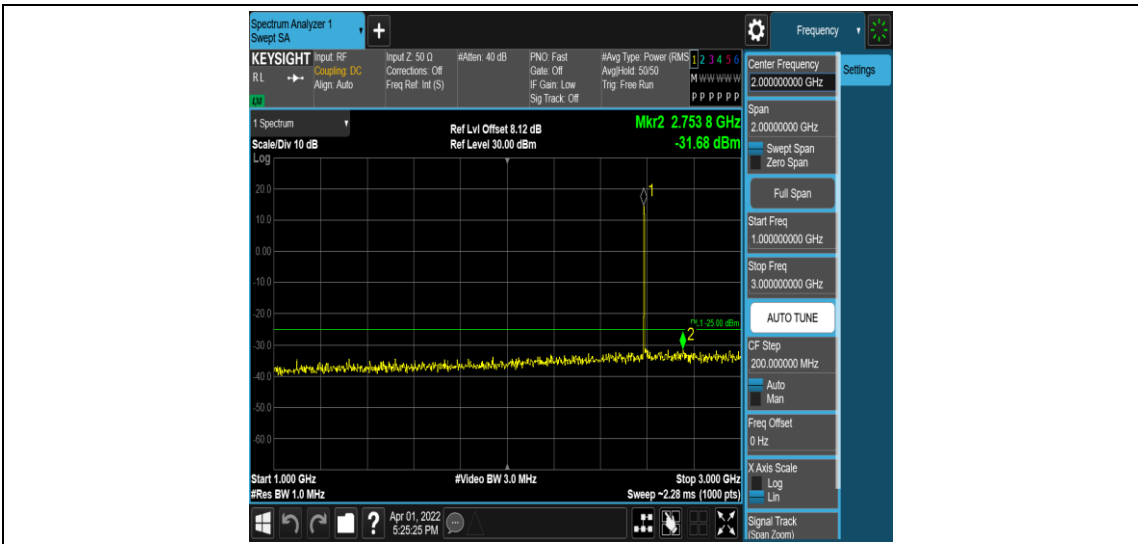 Spectrum Analyzer 1
Swept SA
+
Frequency
KEYSIGHT
RL
LXI
Input: RF
Coupling: DC
Align: Auto
Input Z: 50 Ω
Corrections: Off
Freq Ref: Int (S)
#Atten: 40 dB
PNO: Fast
Gate: Off
IF Gain: Low
Sig Track: Off
#Avg Type: Power (RMS
Avg|Hold: 50/50
Trig: Free Run
1 2 3 4 5 6
M W W W W W
P P P P P P
Center Frequency
2.000000000 GHz
Settings
1 Spectrum
Scale/Div 10 dB
Log
Ref Lvl Offset 8.12 dB
Ref Level 30.00 dBm
Mkr2 2.753 8 GHz
-31.68 dBm
Span
2.00000000 GHz
Swept Span
Zero Span
Full Span
Start Freq
1.000000000 GHz
Stop Freq
3.000000000 GHz
AUTO TUNE
CF Step
200.000000 MHz
Auto
Man
Freq Offset
0 Hz
X Axis Scale
Log
Lin
Signal Track
(Span Zoom)
20.0
10.0
0.00
-10.0
-20.0
-30.0
-40.0
-50.0
-60.0
1
2
-25.00 dBm
Start 1.000 GHz
#Res BW 1.0 MHz
#Video BW 3.0 MHz
Stop 3.000 GHz
Sweep ~2.28 ms (1000 pts)
?
Apr 01, 2022
5:25:25 PM